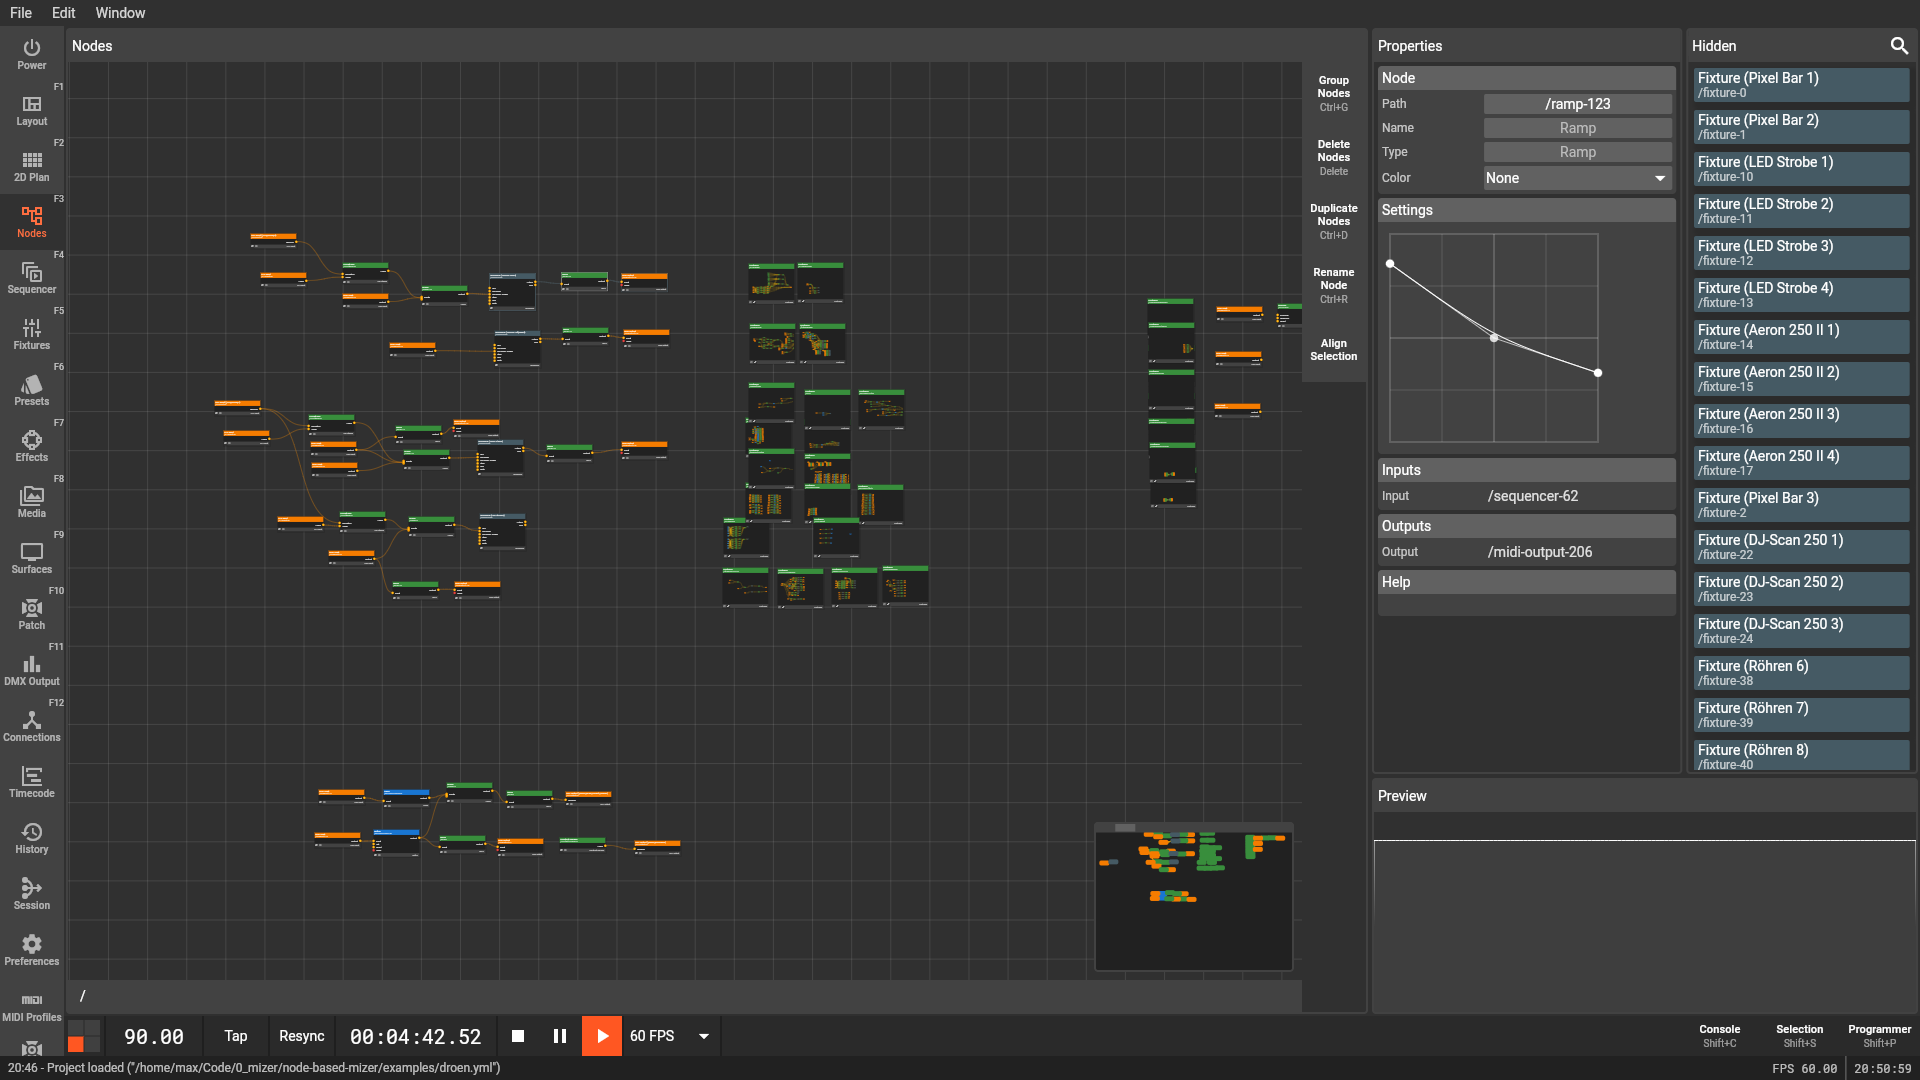 File Edit Window
Power
F1
Layout
F2
2D Plan
F3
Nodes
F4
Sequencer
F5
Fixtures
F6
Presets
F7
Effects
F8
Media
F9
Surfaces
F10
Patch
F11
DMX Output
F12
Connections
Timecode
History
Session
Preferences
MIDI
MIDI Profiles
Nodes
Group Nodes
Ctrl+G
Delete Nodes
Delete
Duplicate Nodes
Ctrl+D
Rename Node
Ctrl+R
Align Selection
/
Properties
Node
Path /ramp-123
Name Ramp
Type Ramp
Color None
Settings
Inputs
Input /sequencer-62
Outputs
Output /midi-output-206
Help
Hidden
Fixture (Pixel Bar 1)
/fixture-0
Fixture (Pixel Bar 2)
/fixture-1
Fixture (LED Strobe 1)
/fixture-10
Fixture (LED Strobe 2)
/fixture-11
Fixture (LED Strobe 3)
/fixture-12
Fixture (LED Strobe 4)
/fixture-13
Fixture (Aeron 250 II 1)
/fixture-14
Fixture (Aeron 250 II 2)
/fixture-15
Fixture (Aeron 250 II 3)
/fixture-16
Fixture (Aeron 250 II 4)
/fixture-17
Fixture (Pixel Bar 3)
/fixture-2
Fixture (DJ-Scan 250 1)
/fixture-22
Fixture (DJ-Scan 250 2)
/fixture-23
Fixture (DJ-Scan 250 3)
/fixture-24
Fixture (Röhren 6)
/fixture-38
Fixture (Röhren 7)
/fixture-39
Fixture (Röhren 8)
/fixture-40
Preview
90.00 Tap Resync 00:04:42.52 60 FPS
Console
Shift+C
Selection
Shift+S
Programmer
Shift+P
20:46 - Project loaded ("/home/max/Code/0_mizer/node-based-mizer/examples/droen.yml")
FPS 60.00 20:50:59